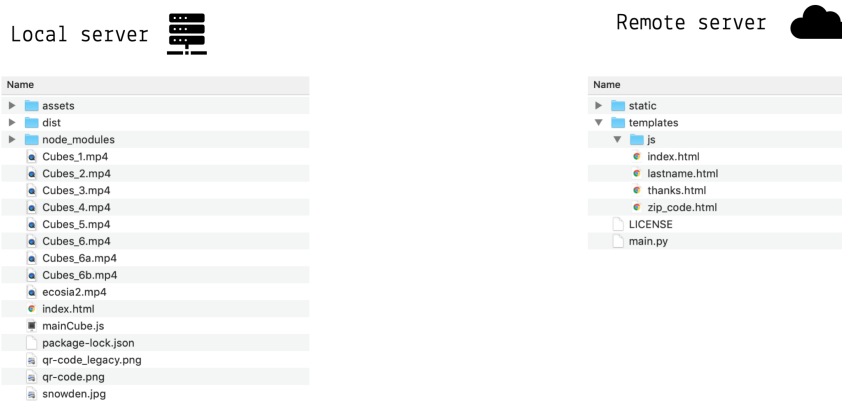 Local server
Name
assets
dist
node_modules
Cubes_1.mp4
Cubes_2.mp4
Cubes_3.mp4
Cubes_4.mp4
Cubes_5.mp4
Cubes_6.mp4
Cubes_6a.mp4
Cubes_6b.mp4
ecosia2.mp4
index.html
mainCube.js
package-lock.json
qr-code_legacy.png
qr-code.png
snowden.jpg
Remote server
Name
static
templates
js
index.html
lastname.html
thanks.html
zip_code.html
LICENSE
main.py